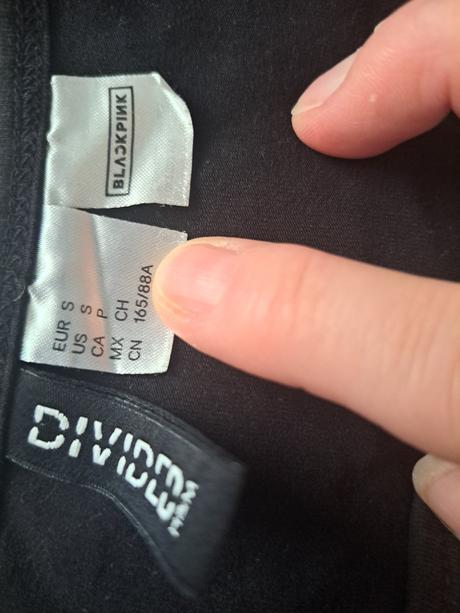 BLACKPINK
EUR S
US S
CA P
MX CH
CN 165/88A
DIVIDED
H&M